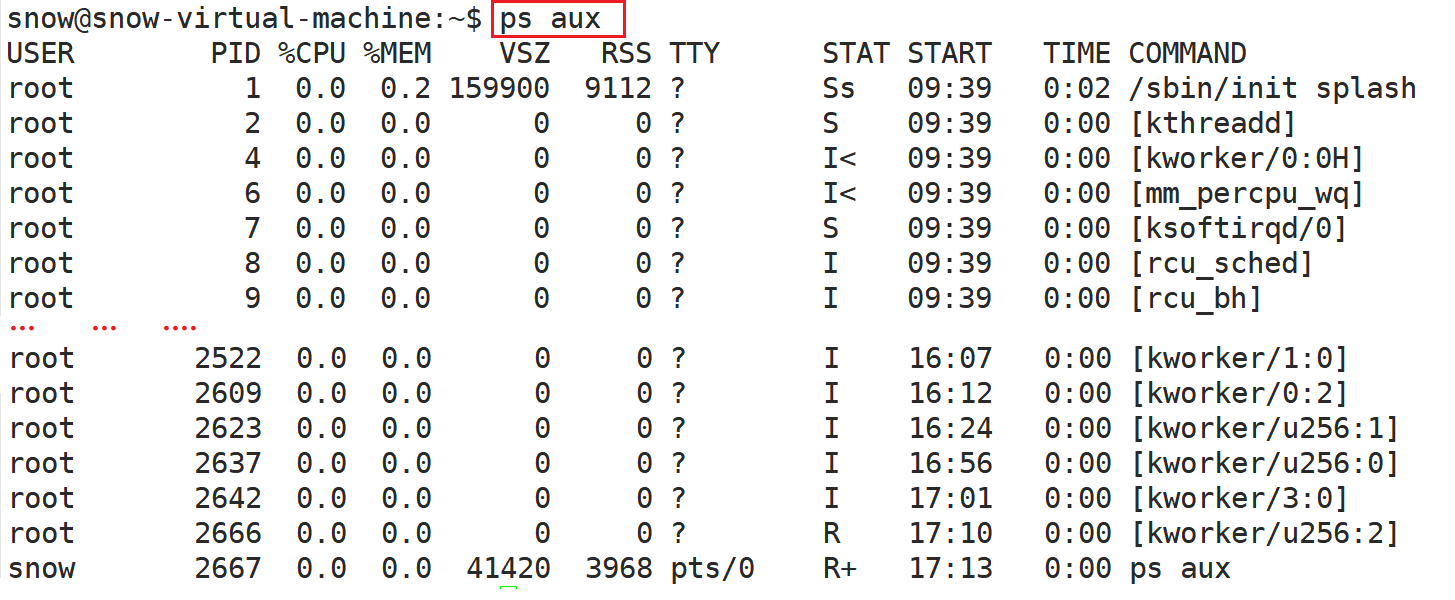 snow@snow-virtual-machine:~$ ps aux
USER        PID %CPU %MEM    VSZ   RSS TTY      STAT START   TIME COMMAND
root          1  0.0  0.2 159900  9112 ?        Ss   09:39   0:02 /sbin/init splash
root          2  0.0  0.0      0     0 ?        S    09:39   0:00 [kthreadd]
root          4  0.0  0.0      0     0 ?        I<   09:39   0:00 [kworker/0:0H]
root          6  0.0  0.0      0     0 ?        I<   09:39   0:00 [mm_percpu_wq]
root          7  0.0  0.0      0     0 ?        S    09:39   0:00 [ksoftirqd/0]
root          8  0.0  0.0      0     0 ?        I    09:39   0:00 [rcu_sched]
root          9  0.0  0.0      0     0 ?        I    09:39   0:00 [rcu_bh]
... ... ....
root       2522  0.0  0.0      0     0 ?        I    16:07   0:00 [kworker/1:0]
root       2609  0.0  0.0      0     0 ?        I    16:12   0:00 [kworker/0:2]
root       2623  0.0  0.0      0     0 ?        I    16:24   0:00 [kworker/u256:1]
root       2637  0.0  0.0      0     0 ?        I    16:56   0:00 [kworker/u256:0]
root       2642  0.0  0.0      0     0 ?        I    17:01   0:00 [kworker/3:0]
root       2666  0.0  0.0      0     0 ?        R    17:10   0:00 [kworker/u256:2]
snow       2667  0.0  0.0  41420  3968 pts/0    R+   17:13   0:00 ps aux